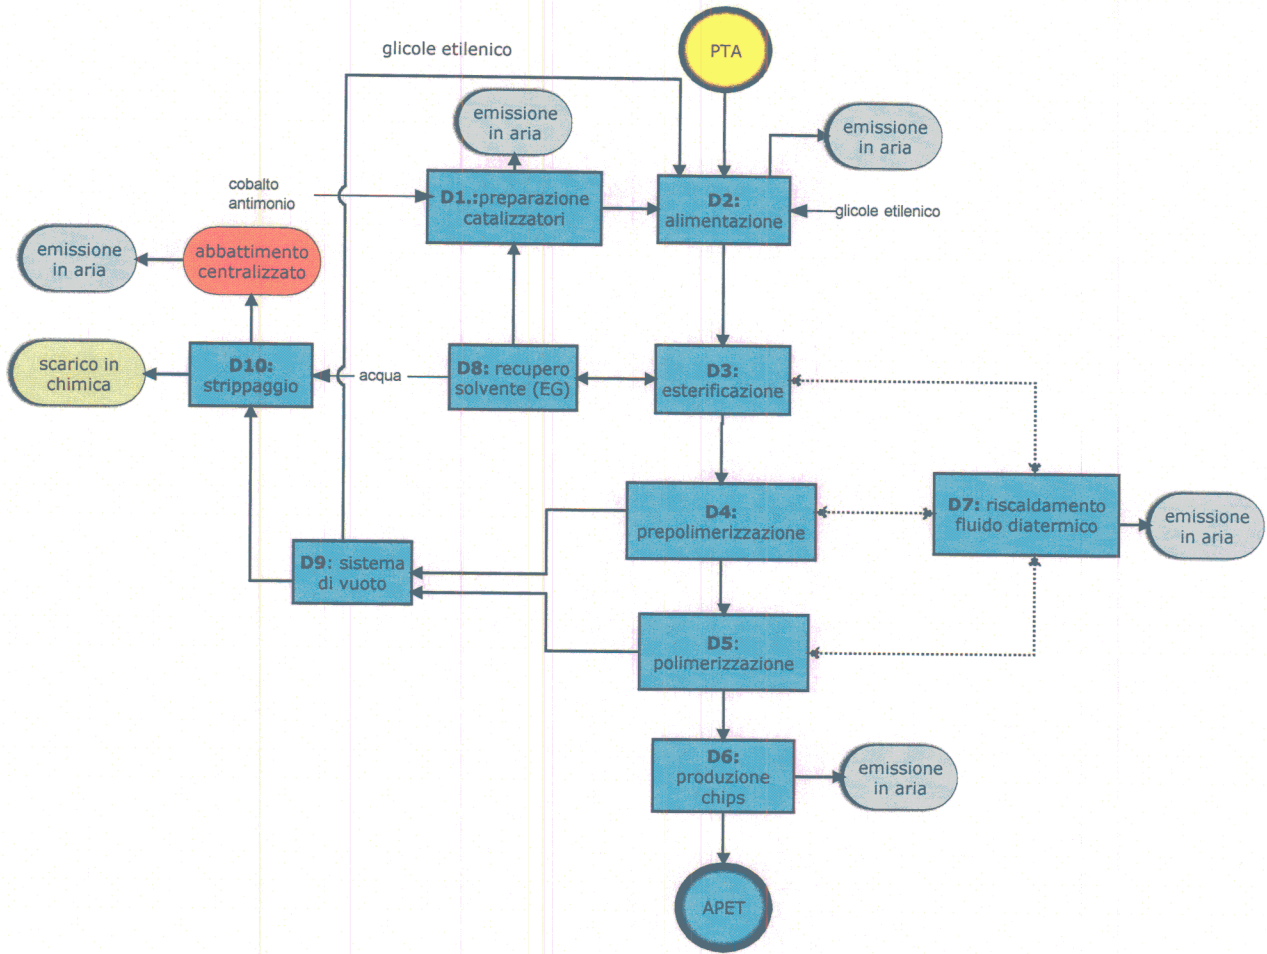 glicole etilenico
PTA
emissione
in aria
emissione
in aria
cobalto
antimonio
D1.:preparazione
catalizzatori
D2:
alimentazione
glicole etilenico
emissione
in aria
abbattimento
centralizzato
scarico in
chimica
D10:
strippaggio
acqua
D8: recupero
solvente (EG)
D3:
esterificazione
D4:
prepolimerizzazione
D7: riscaldamento
fluido diatermico
emissione
in aria
D9: sistema
di vuoto
D5:
polimerizzazione
D6:
produzione
chips
emissione
in aria
APET